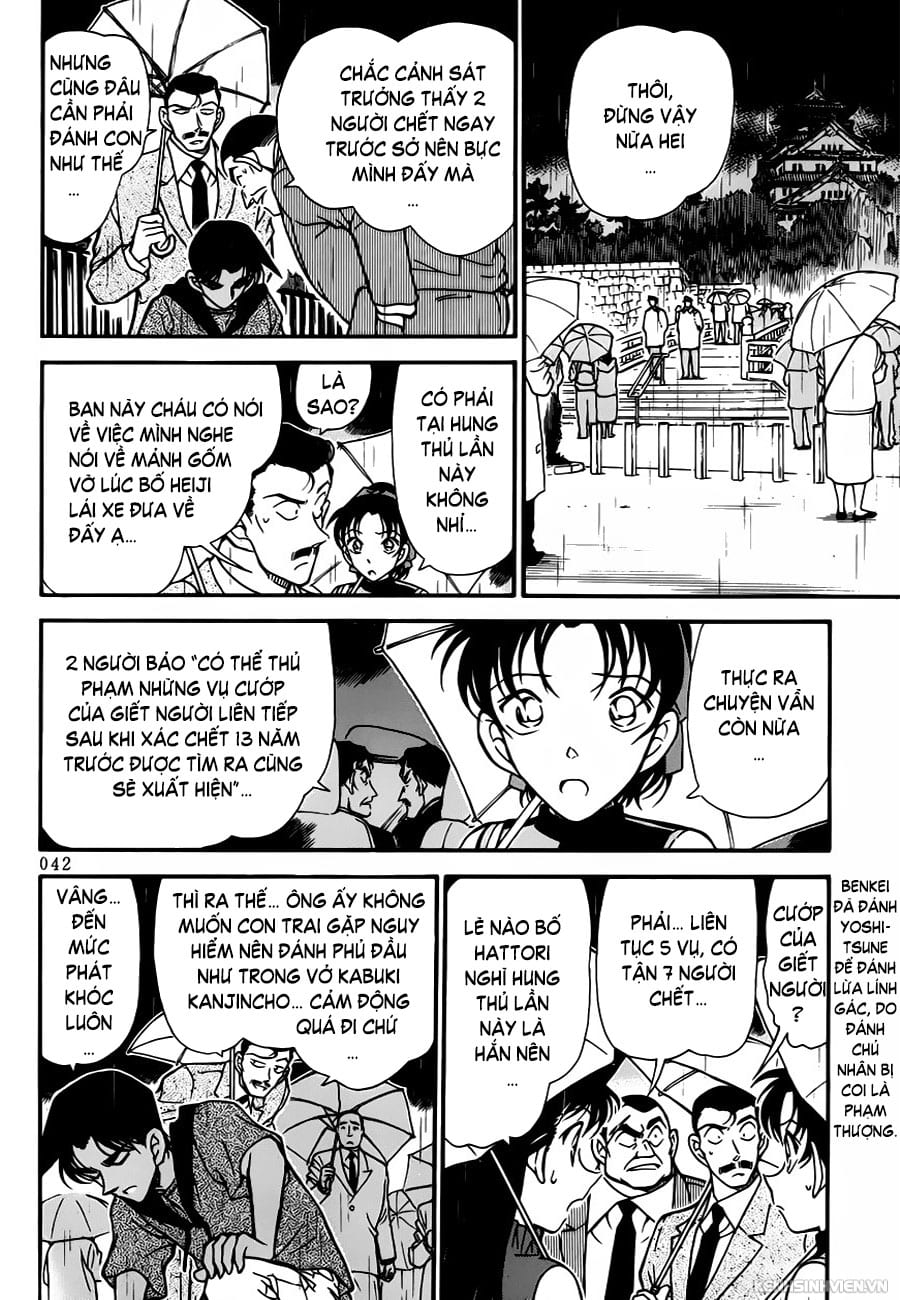 THÔI,
ĐỪNG VẬY
NỮA HEI
...
CHẮC CẢNH SÁT
TRƯỞNG THẤY 2
NGƯỜI CHẾT NGAY
TRƯỚC SỞ NÊN BỰC
MÌNH ĐẤY MÀ
...
NHƯNG
CŨNG ĐÂU
CẦN PHẢI
ĐÁNH CON
NHƯ THẾ
...
CÓ PHẢI
TẠI HUNG
THỦ LẦN
NÀY
KHÔNG
NHỈ...
LÀ
SAO?
BAN NÃY CHÁU CÓ NÓI
VỀ VIỆC MÌNH NGHE
NÓI VỀ MẢNH GỐM
VỠ LÚC BỐ HEIJI
LÁI XE ĐƯA VỀ
ĐẤY Ạ...
THỰC RA
CHUYỆN VẪN
CÒN NỮA
...
2 NGƯỜI BẢO "CÓ THỂ THỦ
PHẠM NHỮNG VỤ CƯỚP
CỦA GIẾT NGƯỜI LIÊN TIẾP
SAU KHI XÁC CHẾT 13 NĂM
TRƯỚC ĐƯỢC TÌM RA CŨNG
SẼ XUẤT HIỆN"...
042
CƯỚP
CỦA
GIẾT
NGƯỜI
?
PHẢI... LIÊN
TỤC 5 VỤ, CÓ
TẬN 7 NGƯỜI
CHẾT...
LẼ NÀO BỐ
HATTORI
NGHĨ HUNG
THỦ LẦN
NÀY LÀ
HẮN NÊN
...
THÌ RA THẾ... ÔNG ẤY KHÔNG
MUỐN CON TRAI GẶP NGUY
HIỂM NÊN ĐÁNH PHỦ ĐẦU
NHƯ TRONG VỞ KABUKI
KANJINCHO... CẢM ĐỘNG
QUÁ ĐI CHỨ
...
VÂNG...
ĐẾN
MỨC
PHÁT
KHÓC
LUÔN
...
BENKEI
ĐÃ ĐÁNH
YOSHI-
TSUNE
ĐỂ ĐÁNH
LỪA LÍNH
GÁC, DO
ĐÁNH
CHỦ
NHÂN BỊ
COI LÀ
PHẠM
THƯỢNG.
KENHSINHVIEN.VN